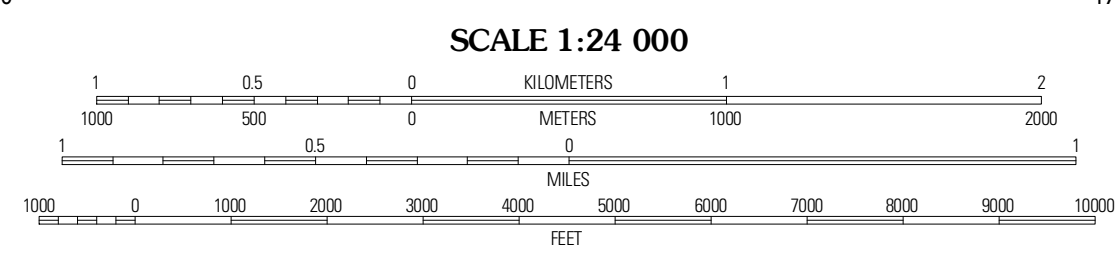 SCALE 1:24 000
1 0.5 0 KILOMETERS 1 2
1000 500 0 METERS 1000 2000
1 0.5 0 1
MILES
1000 0 1000 2000 3000 4000 5000 6000 7000 8000 9000 10000
FEET